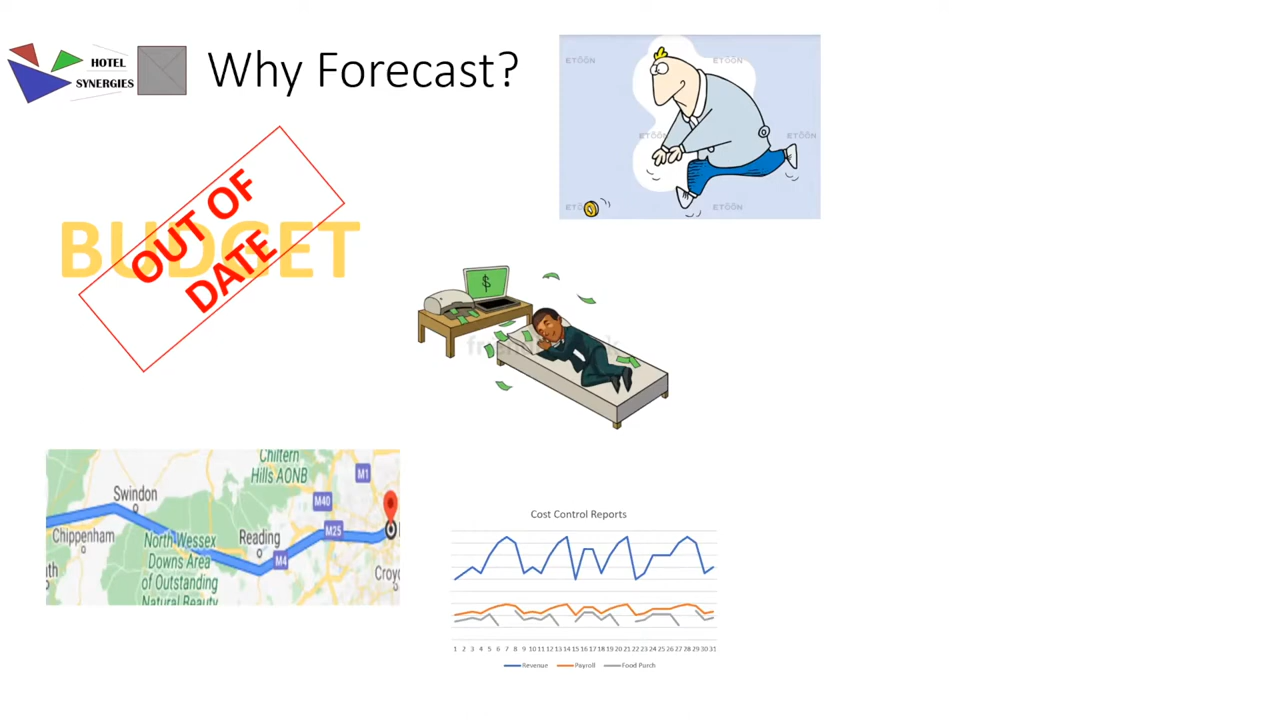 HOTEL
SYNERGIES
Why Forecast?
ETOON
ETOON
ETOON
ETOON
ETOON
ETOON
BUDGET
OUT OF
DATE
$
Chiltern
Hills AONB
M1
M40
Swindon
M25
Chippenham
Reading
North Wessex
Downs Area
of Outstanding
Natural Beauty
M4
Cost Control Reports
1 2 3 4 5 6 7 8 9 10 11 12 13 14 15 16 17 18 19 20 21 22 23 24 25 26 27 28 29 30 31
Revenue Payroll Food Purch